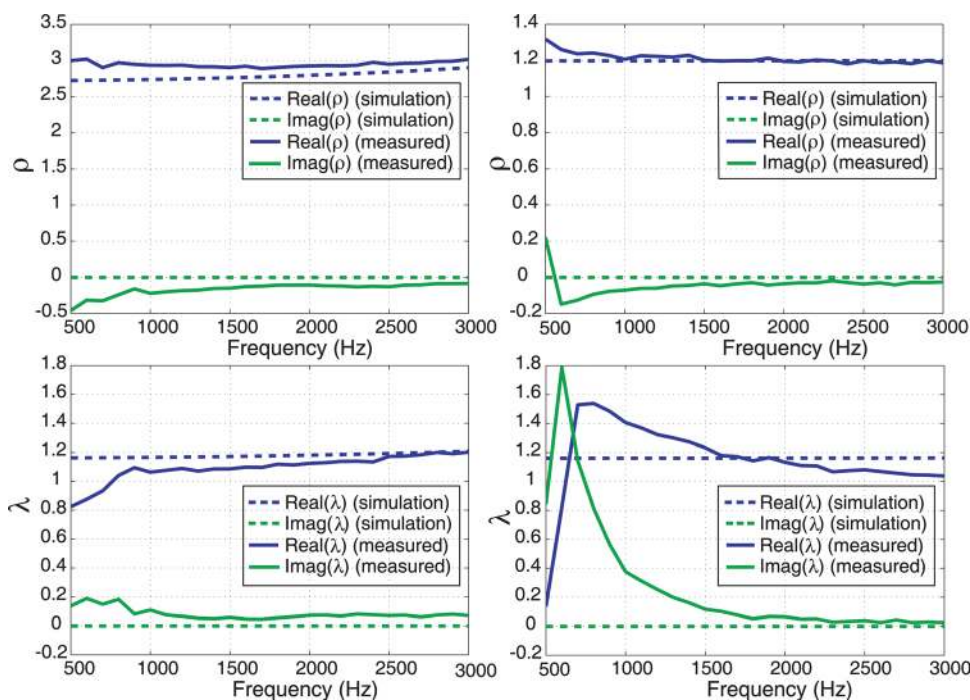 3.5
3
2.5
2
1.5
1
0.5
0
-0.5
ρ
Real(ρ) (simulation)
Imag(ρ) (simulation)
Real(ρ) (measured)
Imag(ρ) (measured)
500 1000 1500 2000 2500 3000
Frequency (Hz)
1.4
1.2
1
0.8
0.6
0.4
0.2
0
-0.2
ρ
Real(ρ) (simulation)
Imag(ρ) (simulation)
Real(ρ) (measured)
Imag(ρ) (measured)
500 1000 1500 2000 2500 3000
Frequency (Hz)
1.8
1.6
1.4
1.2
1
0.8
0.6
0.4
0.2
0
-0.2
λ
Real(λ) (simulation)
Imag(λ) (simulation)
Real(λ) (measured)
Imag(λ) (measured)
500 1000 1500 2000 2500 3000
Frequency (Hz)
1.8
1.6
1.4
1.2
1
0.8
0.6
0.4
0.2
0
-0.2
λ
Real(λ) (simulation)
Imag(λ) (simulation)
Real(λ) (measured)
Imag(λ) (measured)
500 1000 1500 2000 2500 3000
Frequency (Hz)